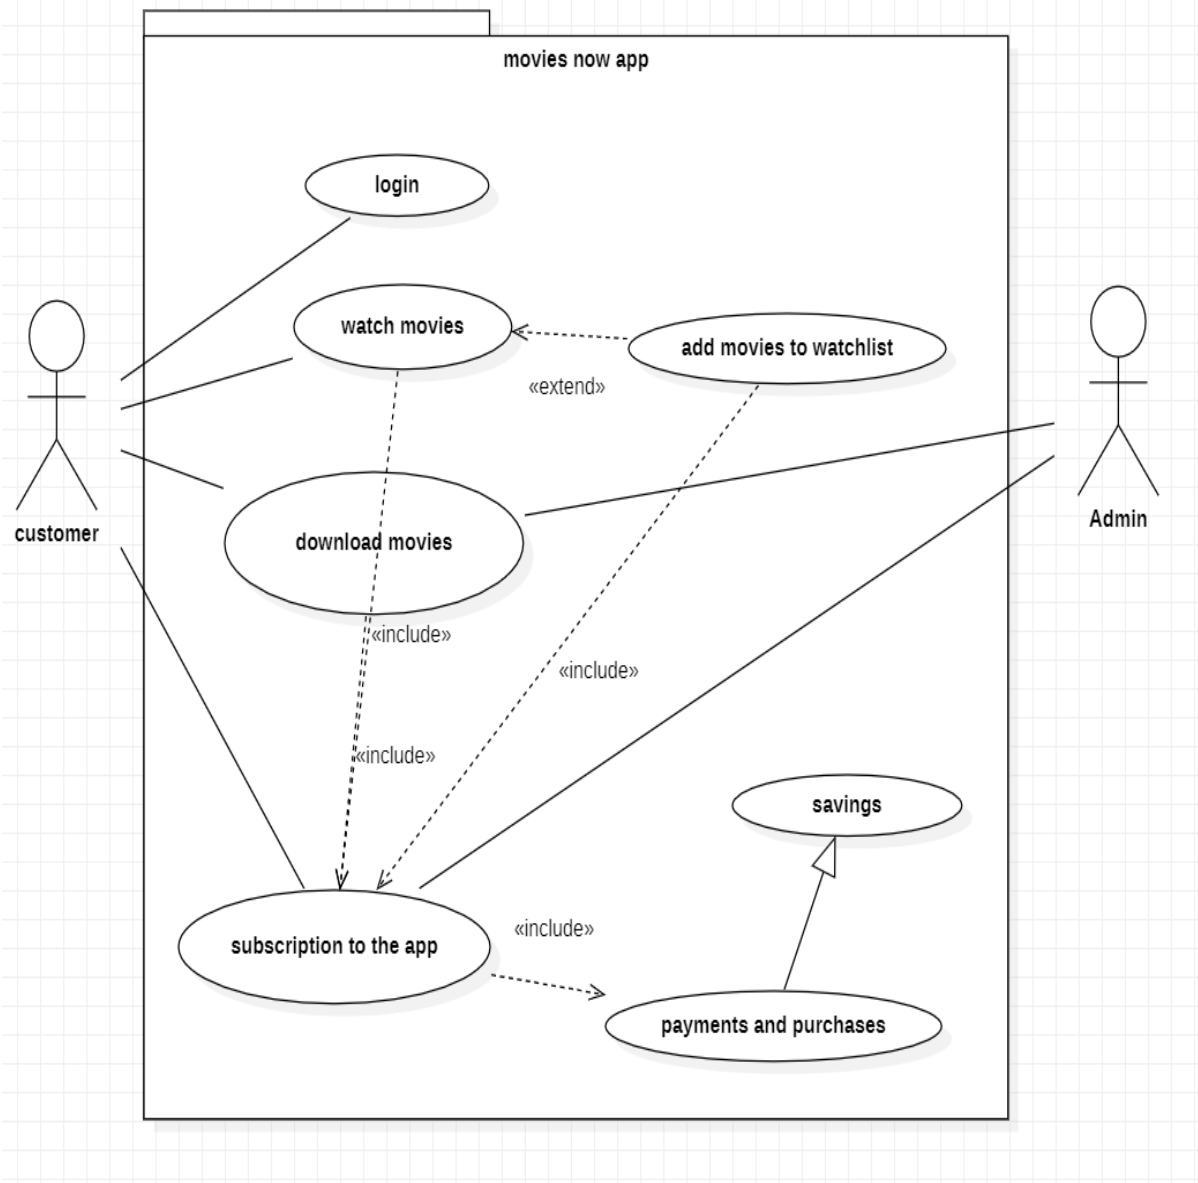 movies now app
login
watch movies
add movies to watchlist
«extend»
customer
Admin
download movies
«include»
«include»
«include»
savings
«include»
subscription to the app
payments and purchases